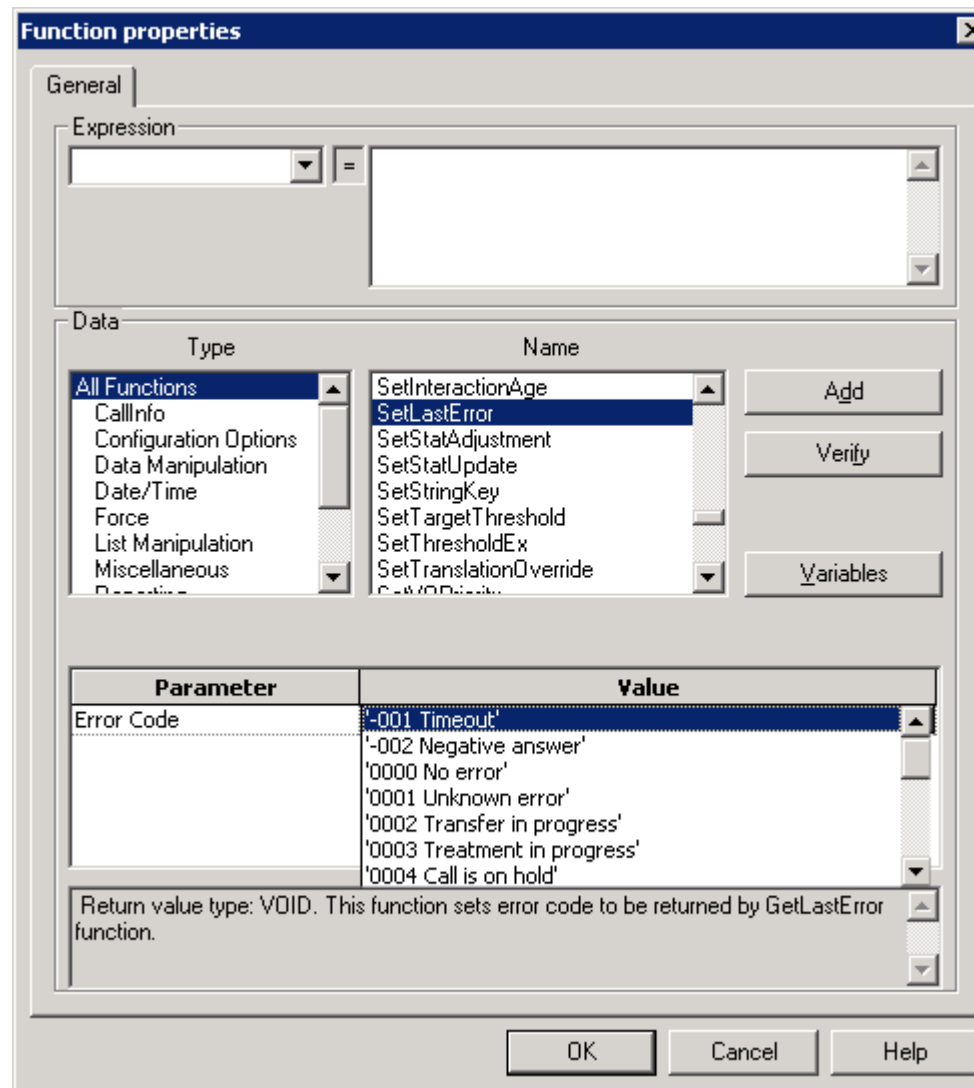 Function properties
General
Expression
=
Data
Type
Name
All Functions
CallInfo
Configuration Options
Data Manipulation
Date/Time
Force
List Manipulation
Miscellaneous
SetInteractionAge
SetLastError
SetStatAdjustment
SetStatUpdate
SetStringKey
SetTargetThreshold
SetThresholdEx
SetTranslationOverride
Add
Verify
Variables
Parameter
Value
Error Code
'-001 Timeout'
'-002 Negative answer'
'0000 No error'
'0001 Unknown error'
'0002 Transfer in progress'
'0003 Treatment in progress'
'0004 Call is on hold'
Return value type: VOID. This function sets error code to be returned by GetLastError
function.
OK
Cancel
Help